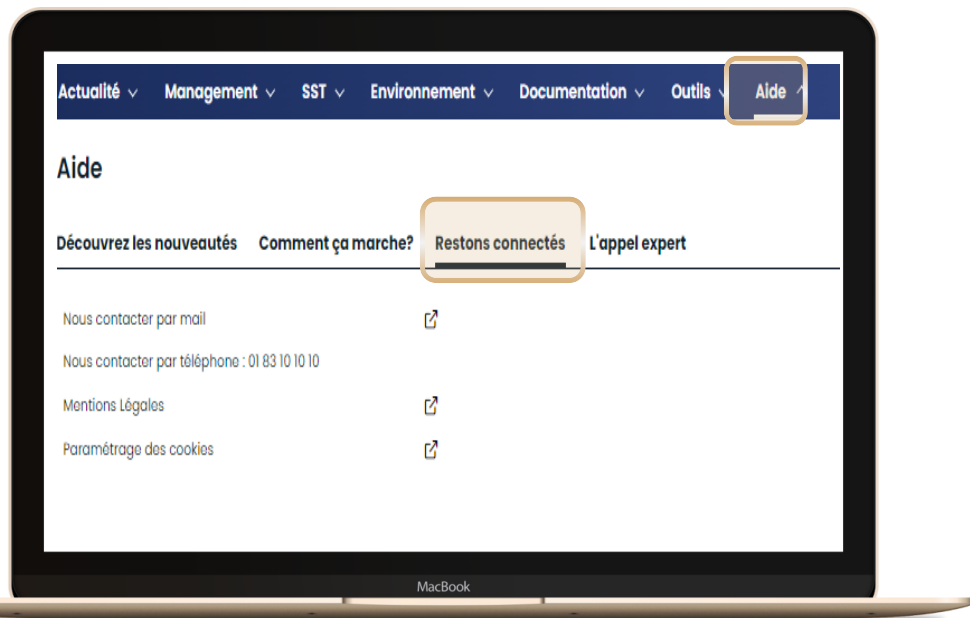 Actualité Management SST Environnement Documentation Outils Aide
Aide
Découvrez les nouveautés Comment ça marche? Restons connectés L'appel expert
Nous contacter par mail
Nous contacter par téléphone : 01 83 10 10 10
Mentions Légales
Paramétrage des cookies
MacBook